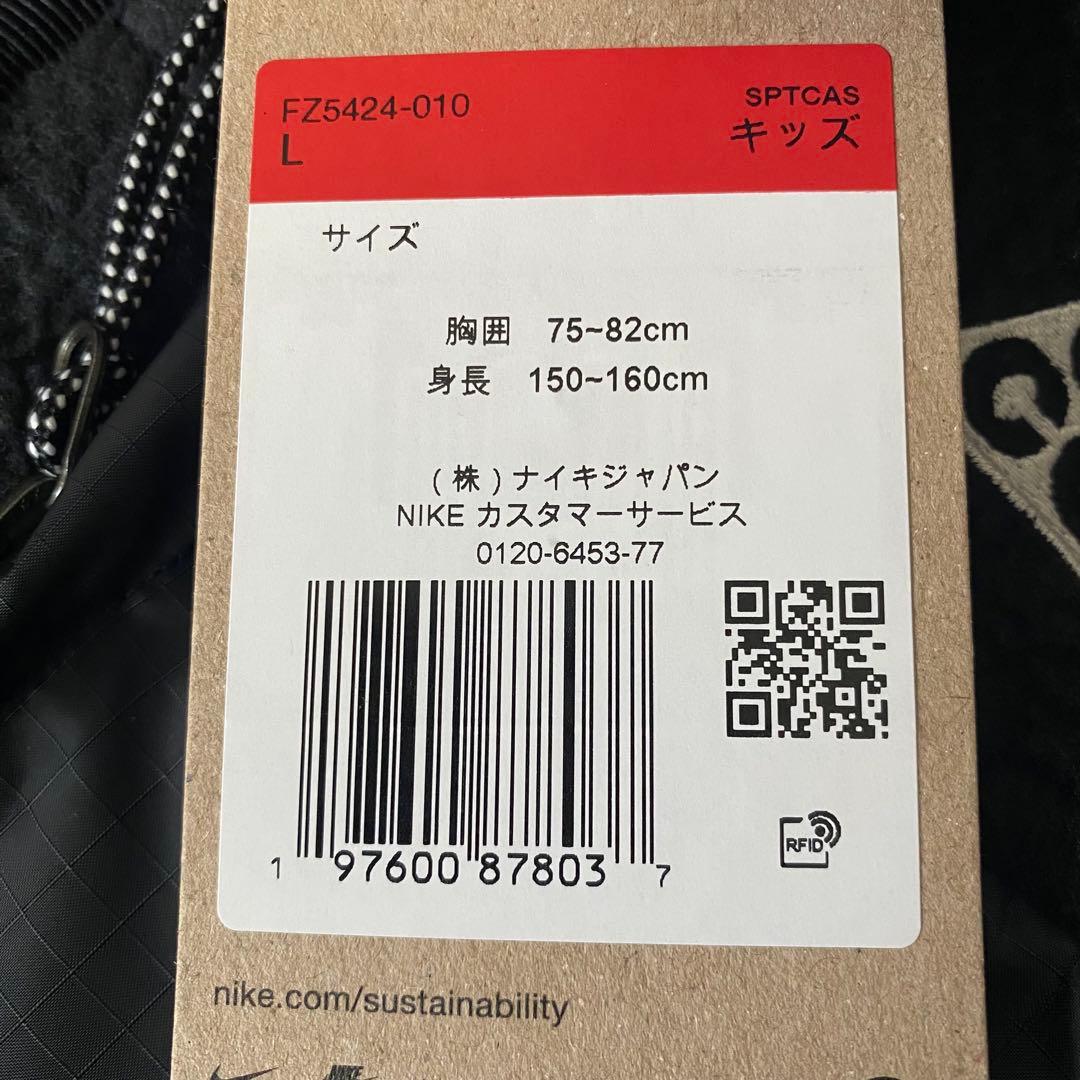 FZ5424-010
SPTCAS
L
キッズ
サイズ
胸囲 75~82cm
身長 150~160cm
(株)ナイキジャパン
NIKE カスタマーサービス
0120-6453-77
1 97600 87803 7
RFID
nike.com/sustainability
NIKE